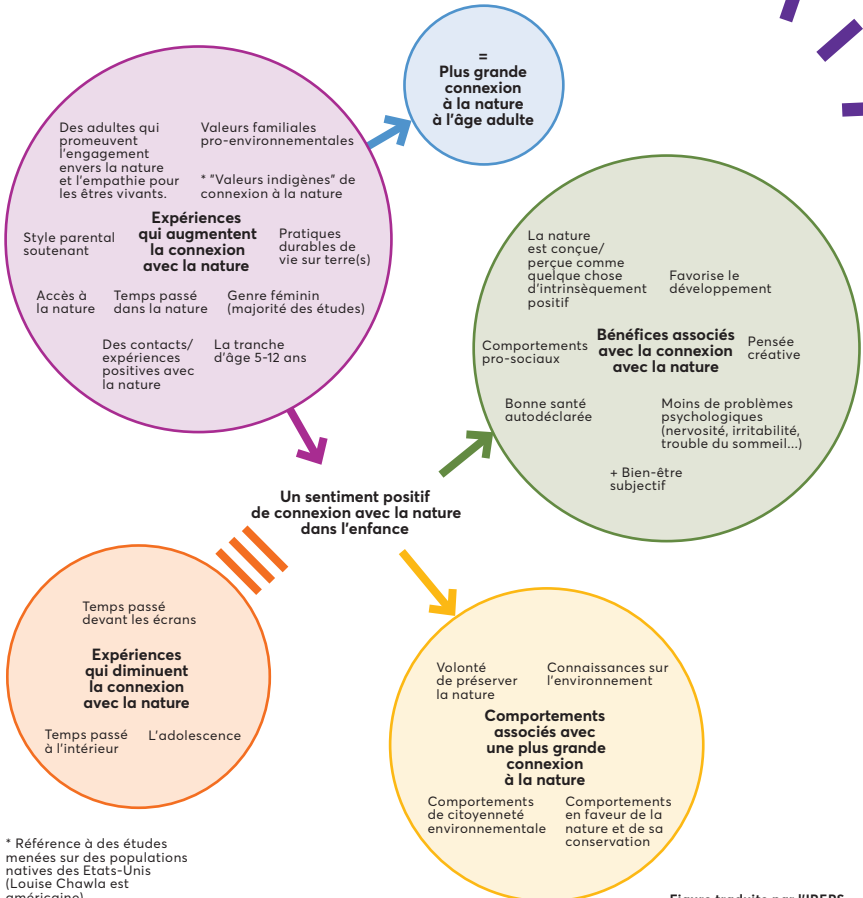 =
Plus grande
connexion
à la nature
à l'âge adulte
Des adultes qui
promeuvent
l'engagement
envers la nature
et l'empathie pour
les êtres vivants.
Valeurs familiales
pro-environnementales
* "Valeurs indigènes" de
connexion à la nature
Style parental
soutenant
Expériences
qui augmentent
la connexion
avec la nature
Pratiques
durables de
vie sur terre(s)
Accès à
la nature
Temps passé
dans la nature
Genre féminin
(majorité des études)
Des contacts/
expériences
positives avec
la nature
La tranche
d'âge 5-12 ans
La nature
est conçue/
perçue comme
quelque chose
d'intrinsèquement
positif
Favorise le
développement
Comportements
pro-sociaux
Bénéfices associés
avec la connexion
avec la nature
Pensée
créative
Bonne santé
autodéclarée
Moins de problèmes
psychologiques
(nervosité, irritabilité,
trouble du sommeil...)
+ Bien-être
subjectif
Un sentiment positif
de connexion avec la nature
dans l'enfance
Temps passé
devant les écrans
Expériences
qui diminuent
la connexion
avec la nature
Temps passé
à l'intérieur
L'adolescence
Volonté
de préserver
la nature
Connaissances sur
l'environnement
Comportements
associés avec
une plus grande
connexion
à la nature
Comportements
de citoyenneté
environnementale
Comportements
en faveur de la
nature et de sa
conservation
* Référence à des études
menées sur des populations
natives des Etats-Unis
(Louise Chawla est
américaine)
Figure traduite par